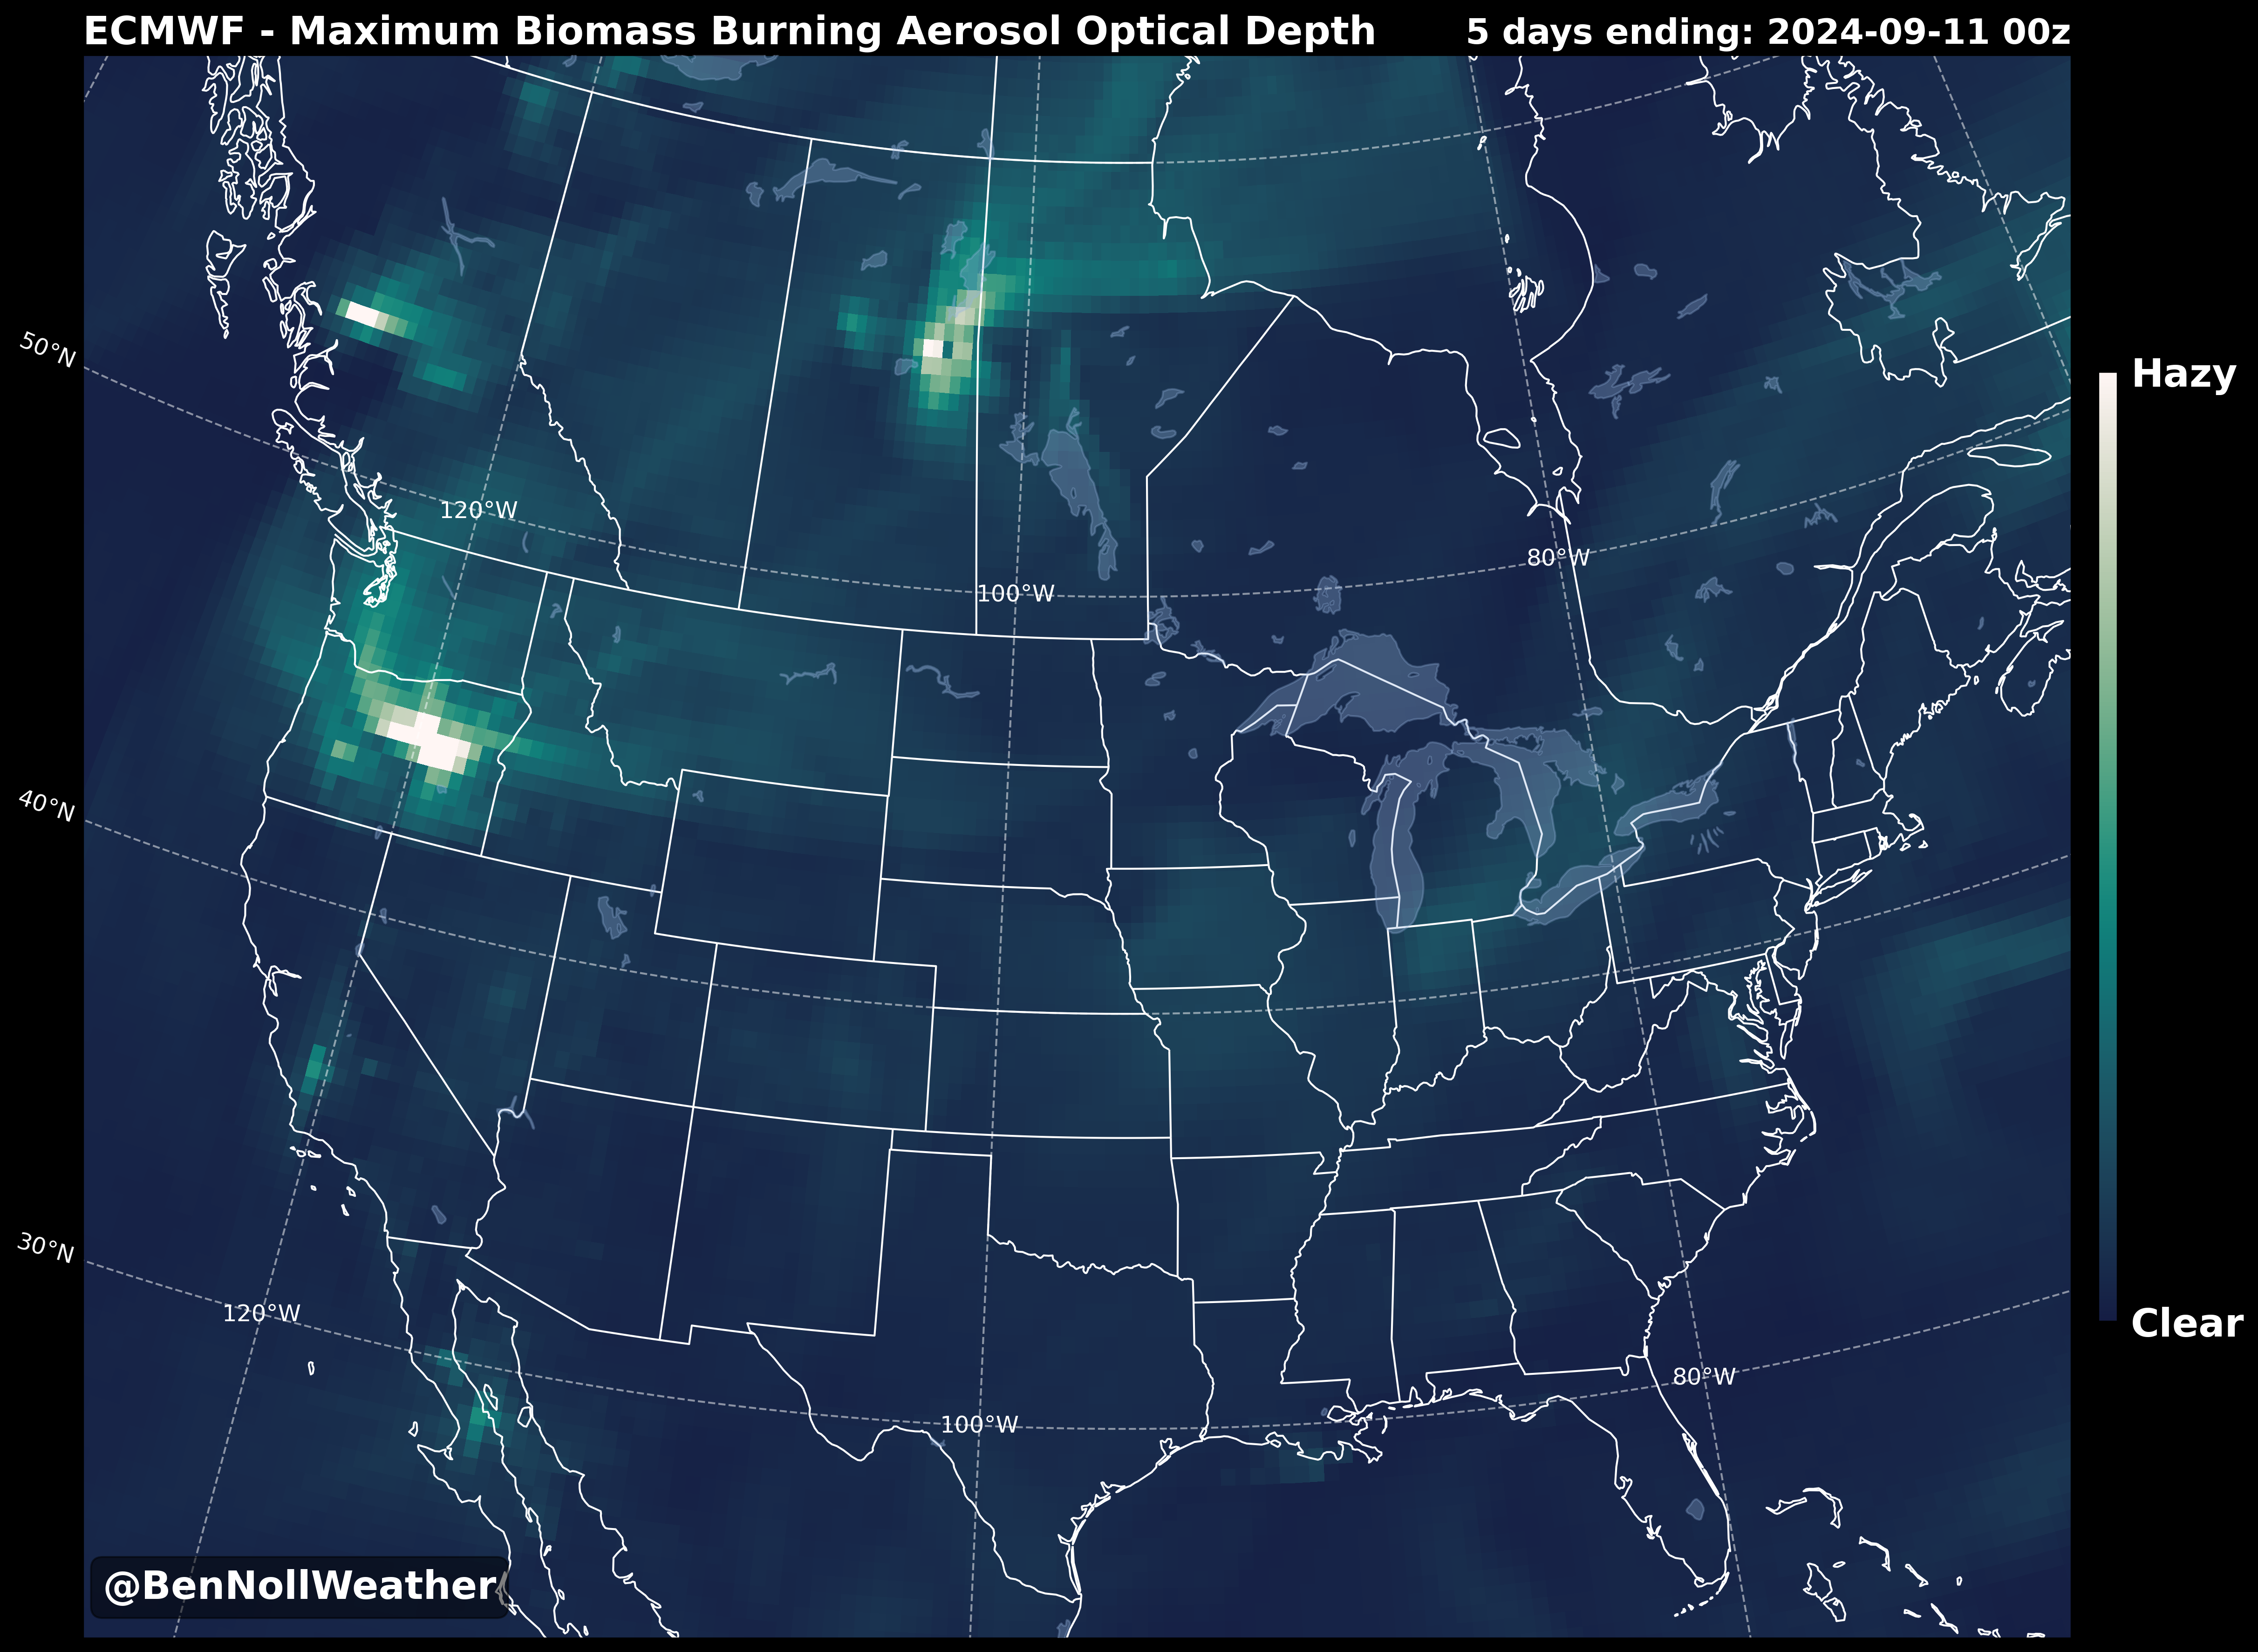 ECMWF - Maximum Biomass Burning Aerosol Optical Depth
5 days ending: 2024-09-11 00z
50°N
Hazy
120°W
80°W
100°W
40°N
30°N
120°W
Clear
80°W
100°W
@BenNollWeather